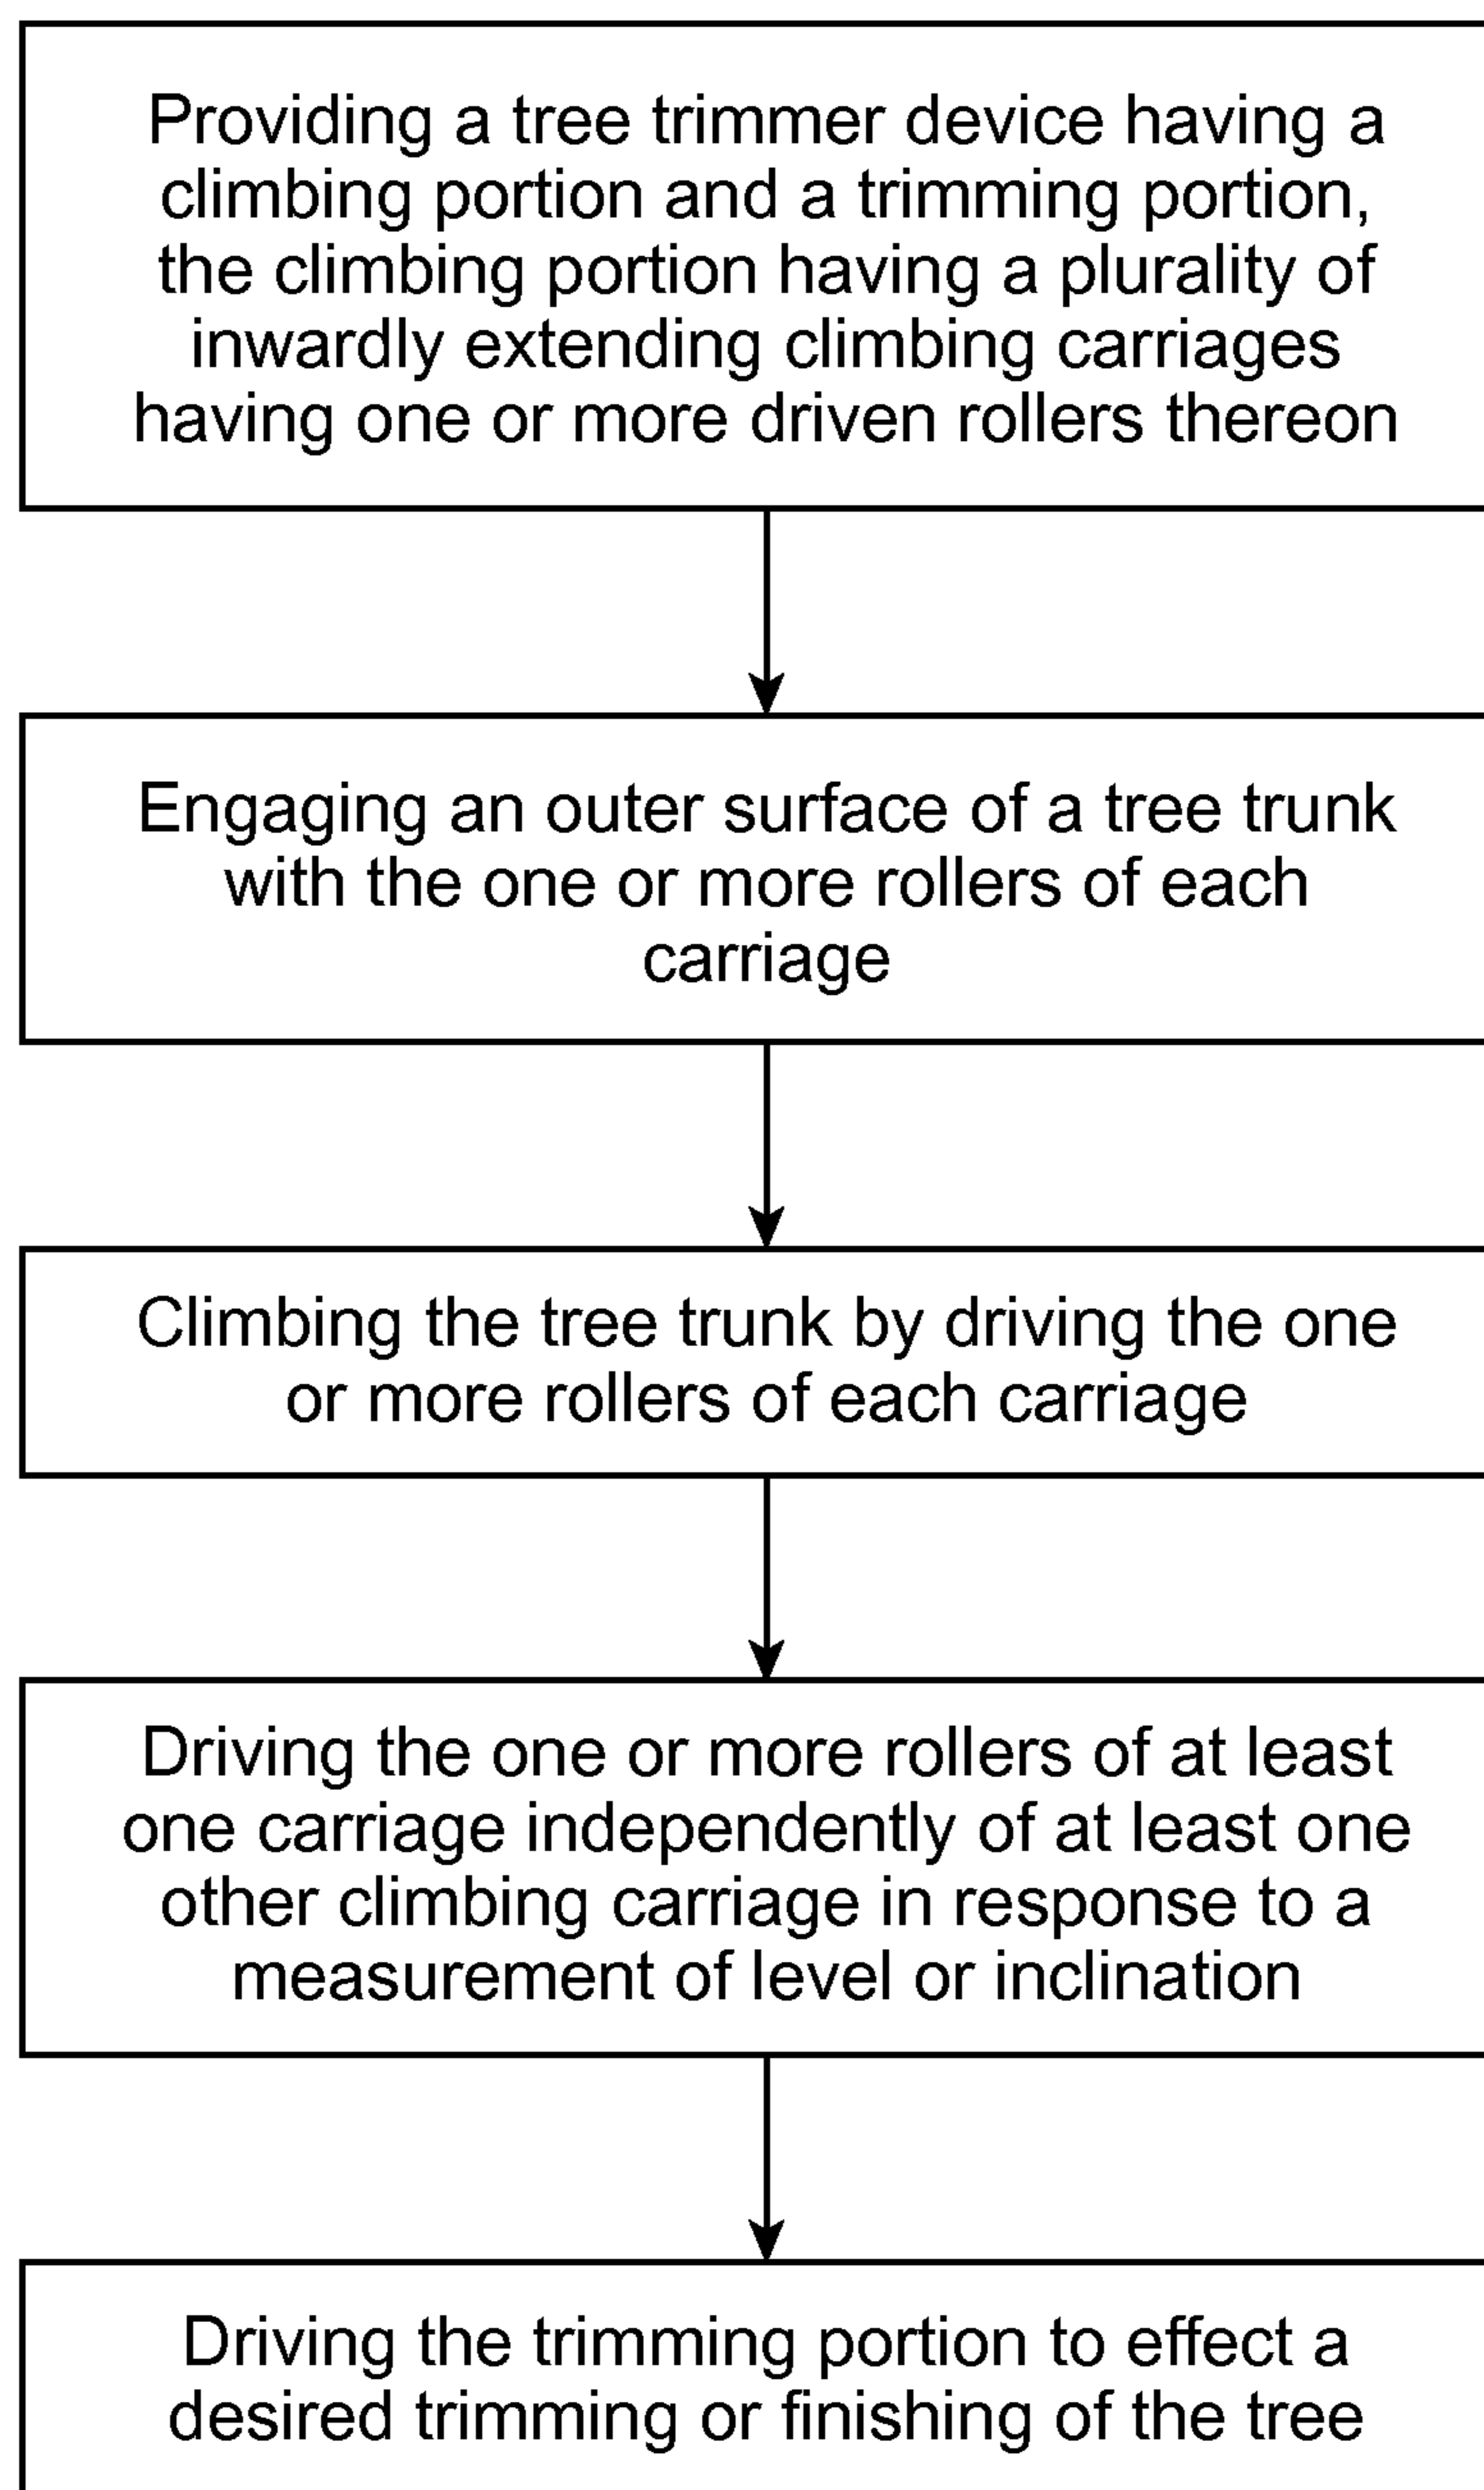 Providing a tree trimmer device having a
climbing portion and a trimming portion,
the climbing portion having a plurality of
inwardly extending climbing carriages
having one or more driven rollers thereon
Engaging an outer surface of a tree trunk
with the one or more rollers of each
carriage
Climbing the tree trunk by driving the one
or more rollers of each carriage
Driving the one or more rollers of at least
one carriage independently of at least one
other climbing carriage in response to a
measurement of level or inclination
Driving the trimming portion to effect a
desired trimming or finishing of the tree